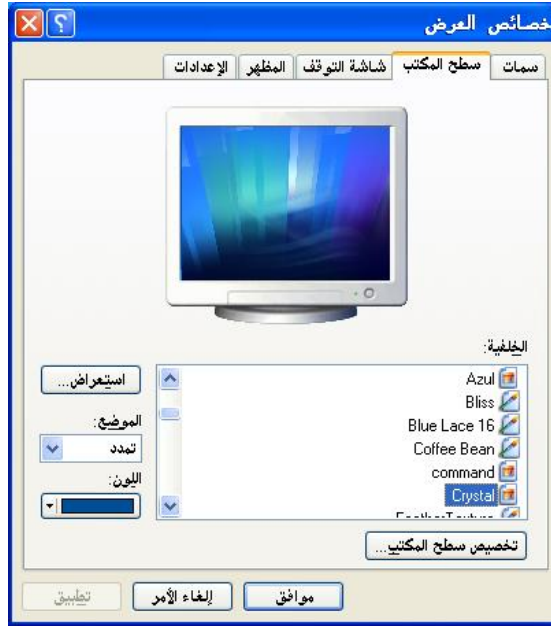 خصائص العرض
سمات سطح المكتب شاشة التوقف المظهر الإعدادات
الخلفية:
Azul
Bliss
Blue Lace 16
Coffee Bean
command
Crystal
FeatherTexture
استعراض...
الموضع:
تمدد
اللون:
تخصيص سطح المكتب...
موافق إلغاء الأمر تطبيق